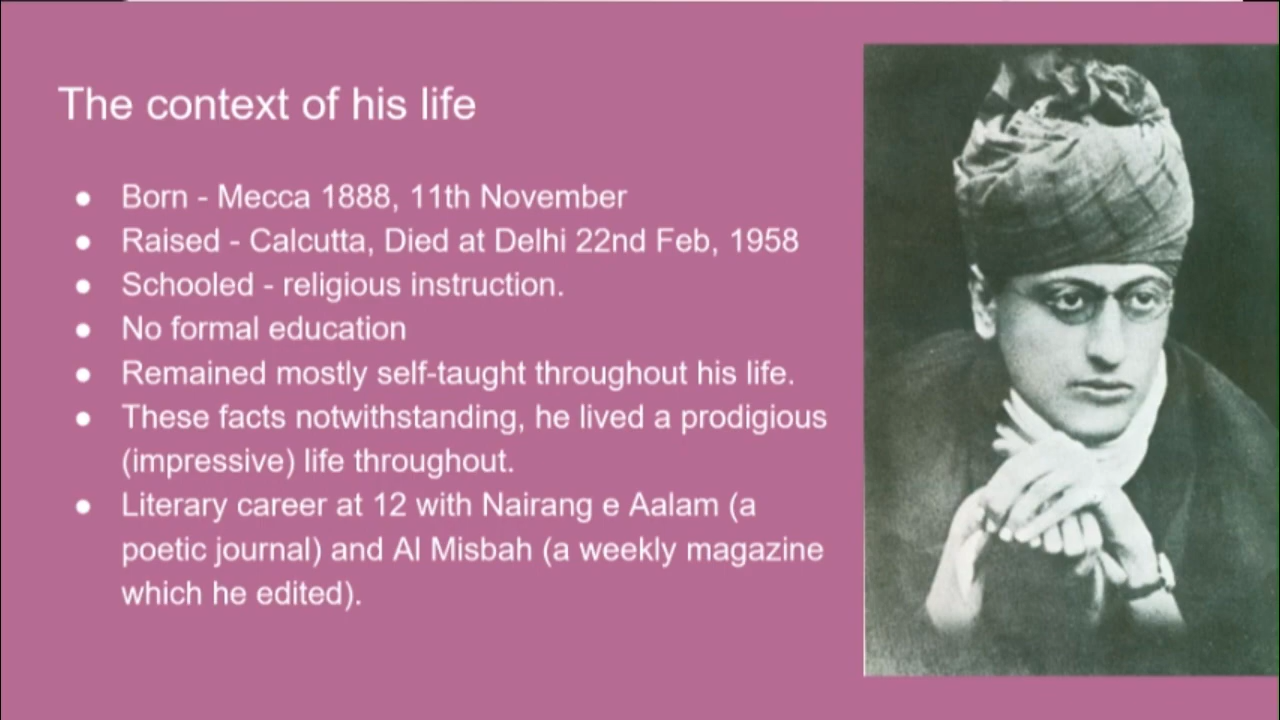 The context of his life
● Born - Mecca 1888, 11th November
● Raised - Calcutta, Died at Delhi 22nd Feb, 1958
● Schooled - religious instruction.
● No formal education
● Remained mostly self-taught throughout his life.
● These facts notwithstanding, he lived a prodigious
(impressive) life throughout.
● Literary career at 12 with Nairang e Aalam (a
poetic journal) and Al Misbah (a weekly magazine
which he edited).